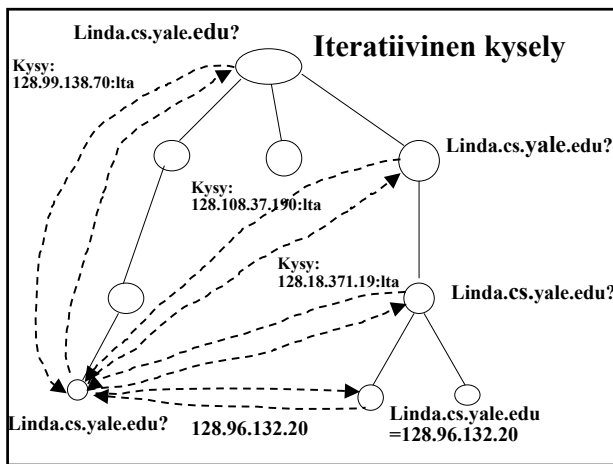 Linda.cs.yale.edu?
Iteratiivinen kysely
Kysy:
128.99.138.70:lta
Linda.cs.yale.edu?
Kysy:
128.108.37.190:lta
Kysy:
128.18.371.19:lta
Linda.cs.yale.edu?
Linda.cs.yale.edu?
128.96.132.20
Linda.cs.yale.edu
=128.96.132.20